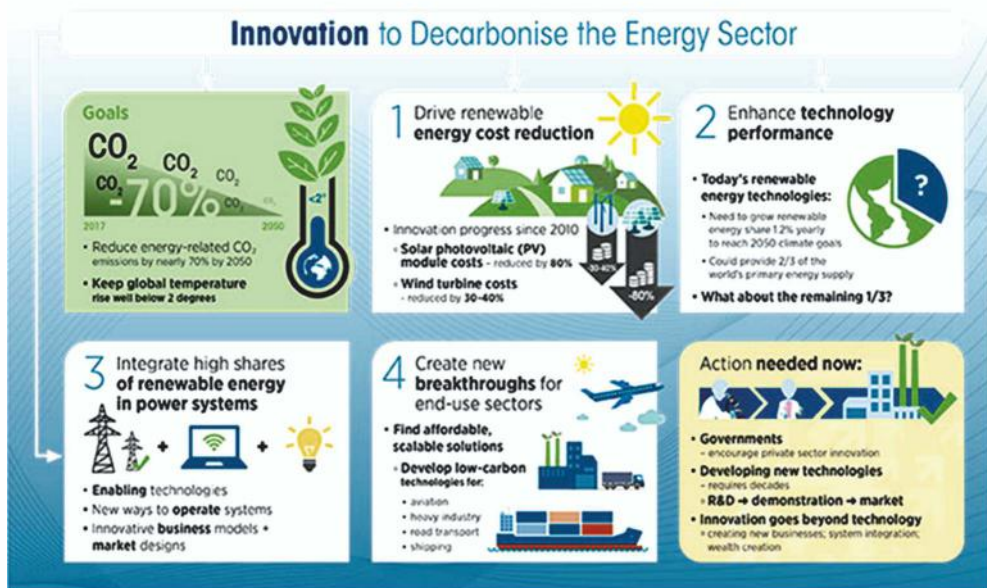 Innovation to Decarbonise the Energy Sector
Goals
CO₂
CO₂
CO₂
CO₂
-70%
CO₂
CO₂
2017
2050
<2°
• Reduce energy-related CO₂
emissions by nearly 70% by 2050
• Keep global temperature
rise well below 2 degrees
1 Drive renewable
energy cost reduction
• Innovation progress since 2010
Solar photovoltaic (PV)
module costs – reduced by 80%
Wind turbine costs
- reduced by 30-40%
-30-40%
-80%
2 Enhance technology
performance
?
• Today's renewable
energy technologies:
• Need to grow renewable
energy share 1.2% yearly
to reach 2050 climate goals
• Could provide 2/3 of the
world's primary energy supply
• What about the remaining 1/3?
3 Integrate high shares
of renewable energy
in power systems
+
+
• Enabling technologies
• New ways to operate systems
• Innovative business models +
market designs
4 Create new
breakthroughs for
end-use sectors
• Find affordable,
scalable solutions
• Develop low-carbon
technologies for:
• aviation
• heavy industry
• road transport
• shipping
Action needed now:
• Governments
– encourage private sector innovation
• Developing new technologies
– requires decades
R&D → demonstration → market
• Innovation goes beyond technology
creating new businesses; system integration;
wealth creation